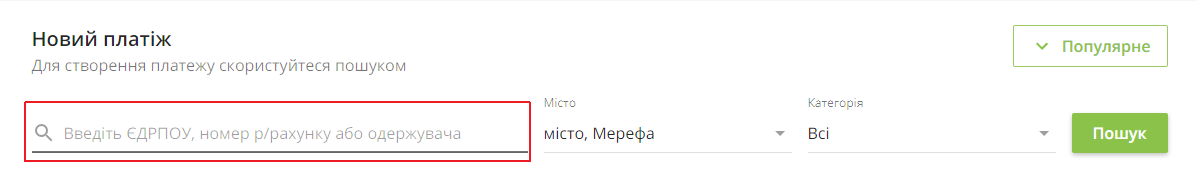 Новий платіж
Для створення платежу скористуйтеся пошуком
Популярне
Введіть ЄДРПОУ, номер р/рахунку або одержувача
Місто
місто, Мерефа
Категорія
Всі
Пошук